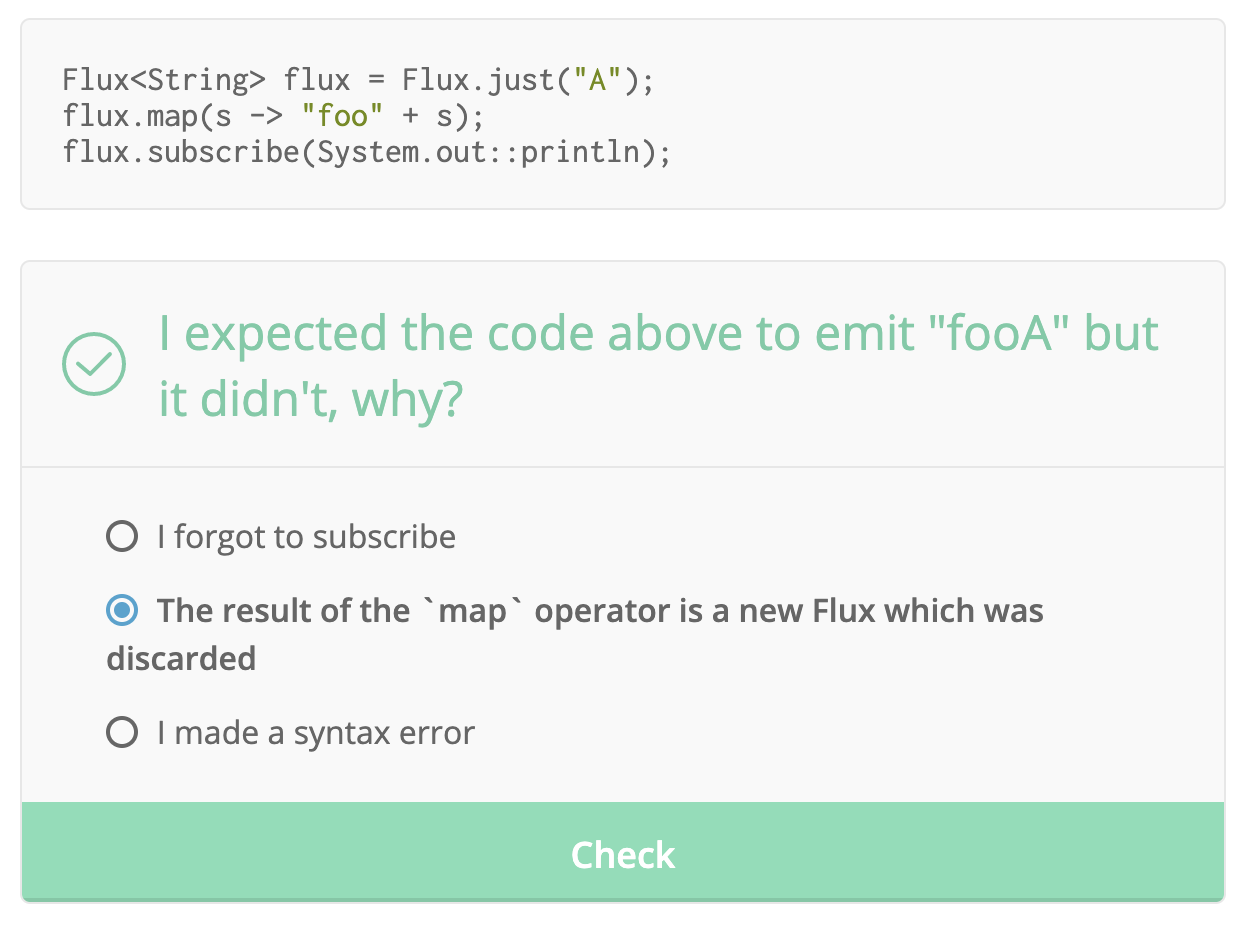 Flux<String> flux = Flux.just("A");
flux.map(s -> "foo" + s);
flux.subscribe(System.out::println);
I expected the code above to emit "fooA" but
it didn't, why?
I forgot to subscribe
The result of the `map` operator is a new Flux which was
discarded
I made a syntax error
Check